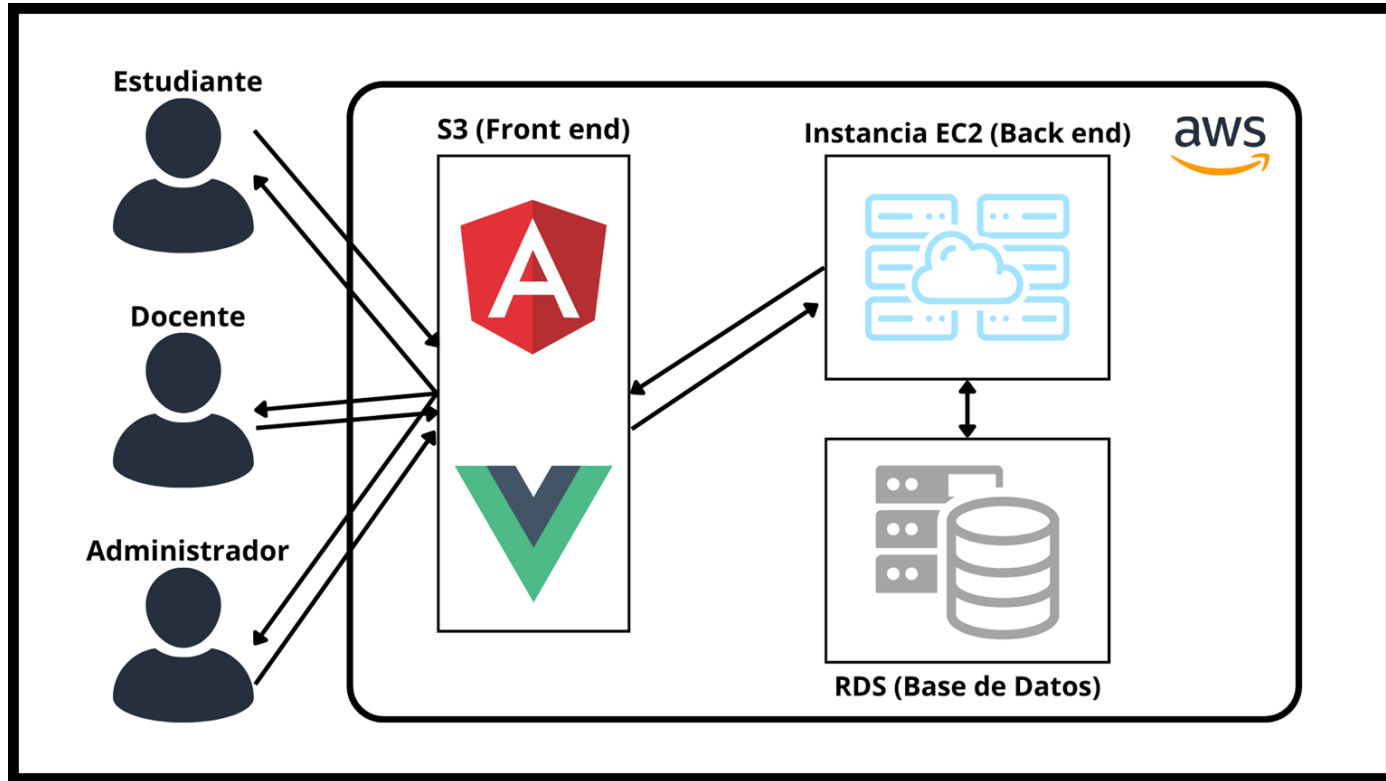 Estudiante
S3 (Front end)
Instancia EC2 (Back end)
aws
A
Docente
Administrador
RDS (Base de Datos)